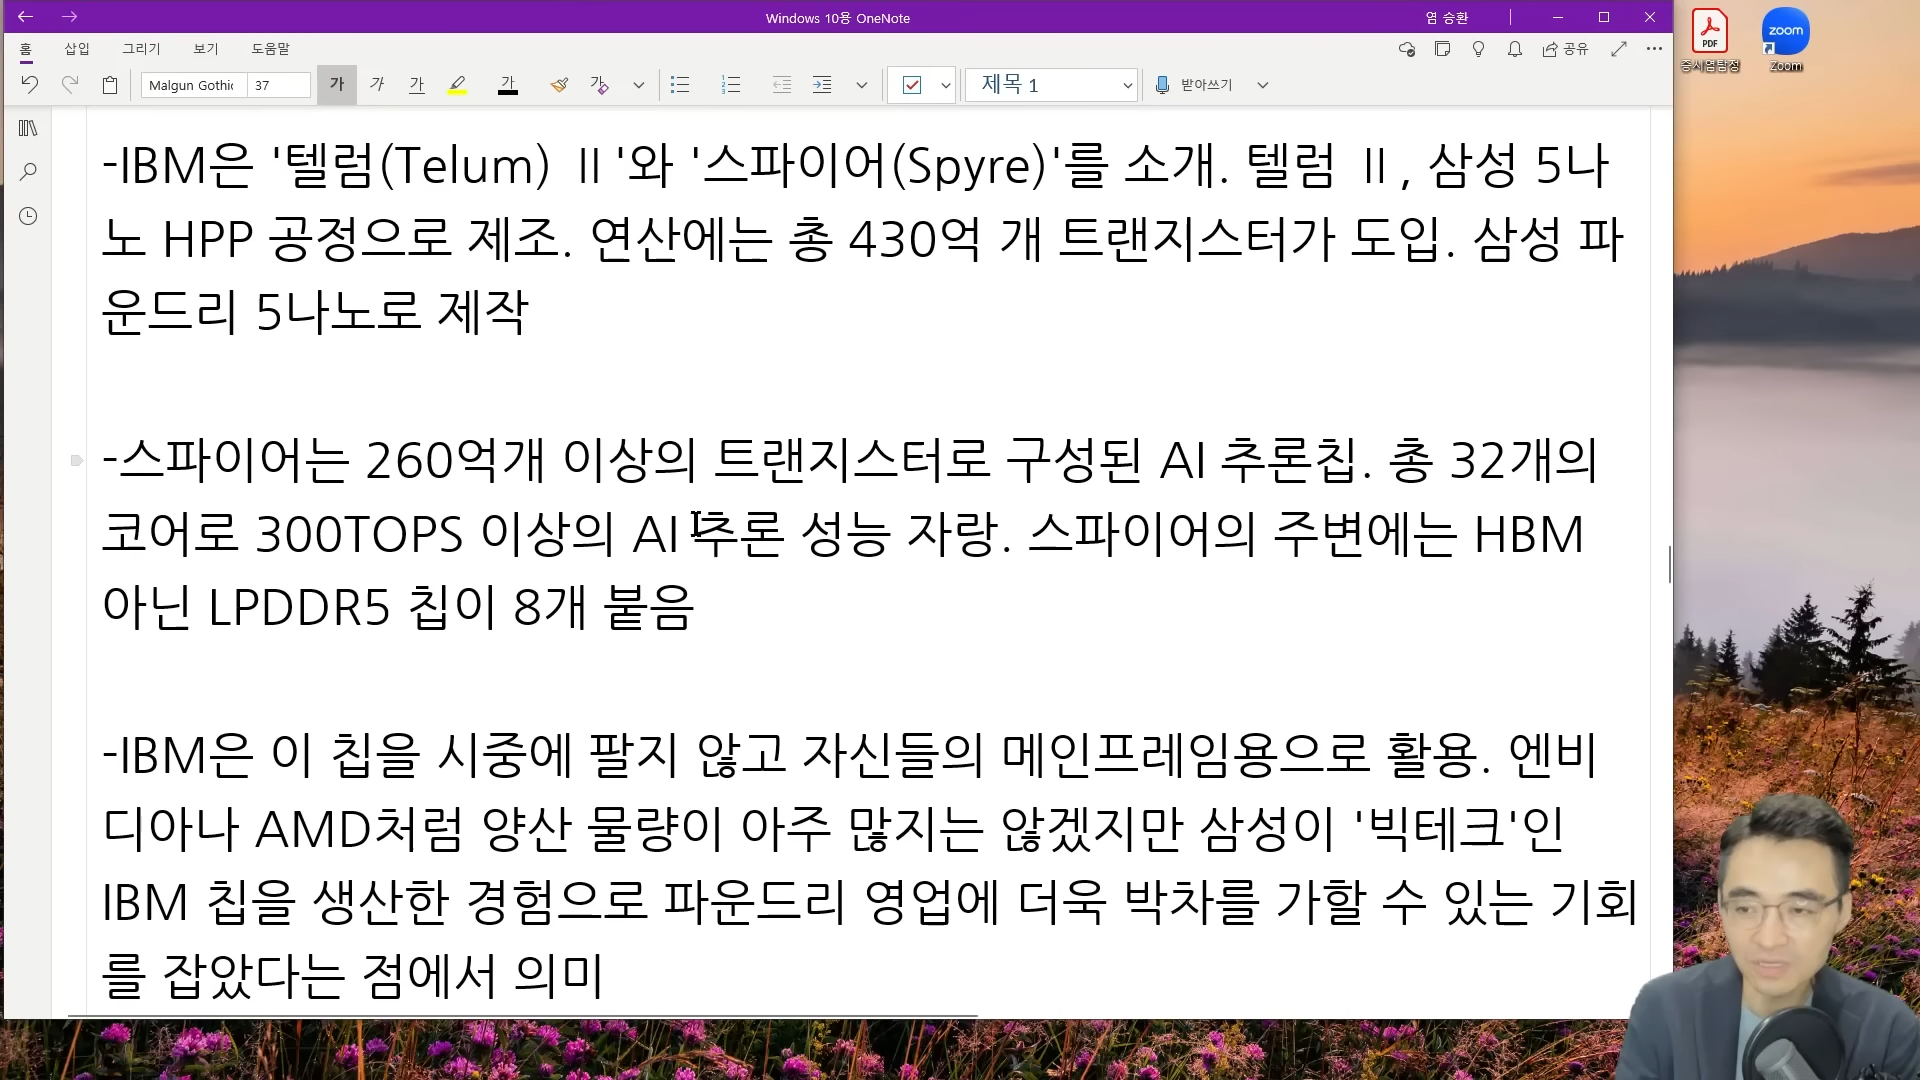 Windows 10용 OneNote
염 승환
홈 삽입 그리기 보기 도움말
공유
Malgun Gothic 37 가 가 가 가 가 제목 1 받아쓰기
-IBM은 '텔럼(Telum) Ⅱ'와 '스파이어(Spyre)'를 소개. 텔럼 Ⅱ, 삼성 5나
노 HPP 공정으로 제조. 연산에는 총 430억 개 트랜지스터가 도입. 삼성 파
운드리 5나노로 제작
-스파이어는 260억개 이상의 트랜지스터로 구성된 AI 추론칩. 총 32개의
코어로 300TOPS 이상의 AI 추론 성능 자랑. 스파이어의 주변에는 HBM
아닌 LPDDR5 칩이 8개 붙음
-IBM은 이 칩을 시중에 팔지 않고 자신들의 메인프레임용으로 활용. 엔비
디아나 AMD처럼 양산 물량이 아주 많지는 않겠지만 삼성이 '빅테크'인
IBM 칩을 생산한 경험으로 파운드리 영업에 더욱 박차를 가할 수 있는 기회
를 잡았다는 점에서 의미
PDF
증시염탐정
zoom
Zoom